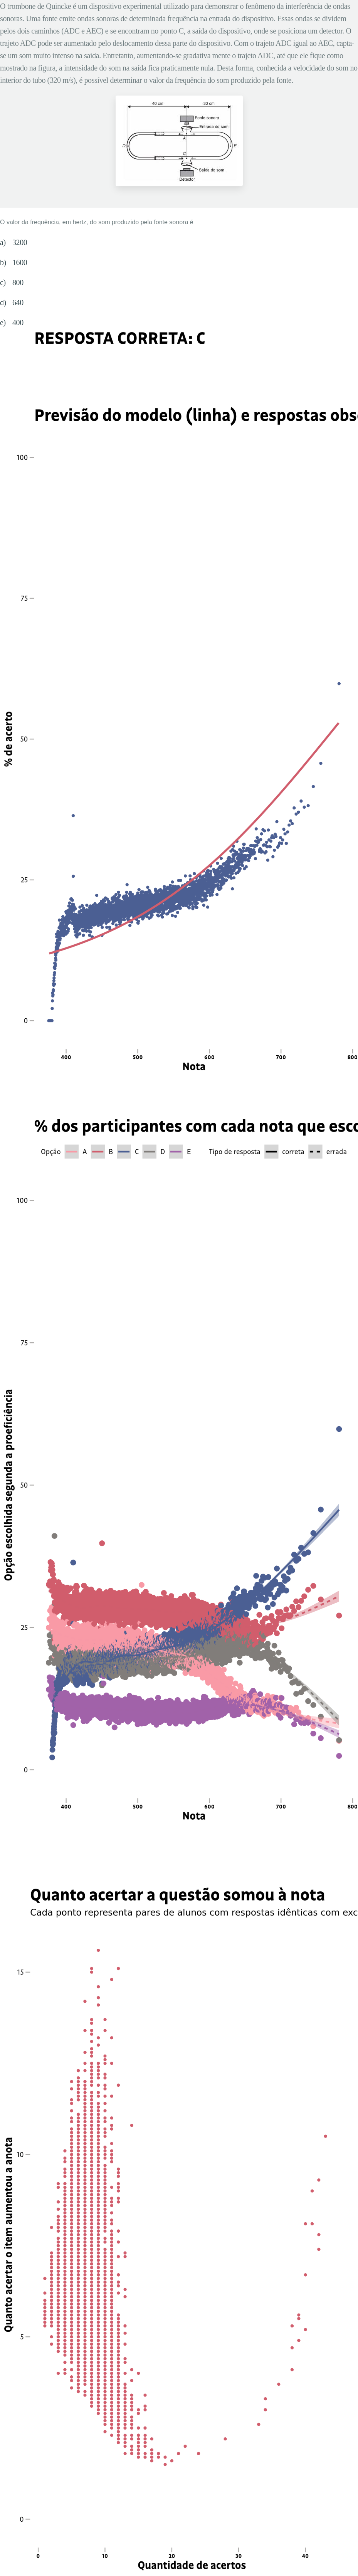 O trombone de Quincke é um dispositivo experimental utilizado para demonstrar o fenômeno da interferência de ondas
sonoras. Uma fonte emite ondas sonoras de determinada frequência na entrada do dispositivo. Essas ondas se dividem
pelos dois caminhos (ADC e AEC) e se encontram no ponto C, a saída do dispositivo, onde se posiciona um detector. O
trajeto ADC pode ser aumentado pelo deslocamento dessa parte do dispositivo. Com o trajeto ADC igual ao AEC, capta-
se um som muito intenso na saída. Entretanto, aumentando-se gradativa mente o trajeto ADC, até que ele fique como
mostrado na figura, a intensidade do som na saída fica praticamente nula. Desta forma, conhecida a velocidade do som no
interior do tubo (320 m/s), é possível determinar o valor da frequência do som produzido pela fonte.
40 cm
30 cm
Fonte sonora
Entrada do som
A
D
E
C
Saída do som
Detector
O valor da frequência, em hertz, do som produzido pela fonte sonora é
a) 3200
b) 1600
c) 800
d) 640
e) 400
RESPOSTA CORRETA: C
Previsão do modelo (linha) e respostas obs
100
75
50
25
0
% de acerto
400 500 600 700 800
Nota
% dos participantes com cada nota que esco
Opção A B C D E Tipo de resposta correta errada
100
75
50
25
0
Opção escolhida segunda a proeficiência
400 500 600 700 800
Nota
Quanto acertar a questão somou à nota
Cada ponto representa pares de alunos com respostas idênticas com exc
15
10
5
0
Quanto acertar o item aumentou a anota
0 10 20 30 40
Quantidade de acertos